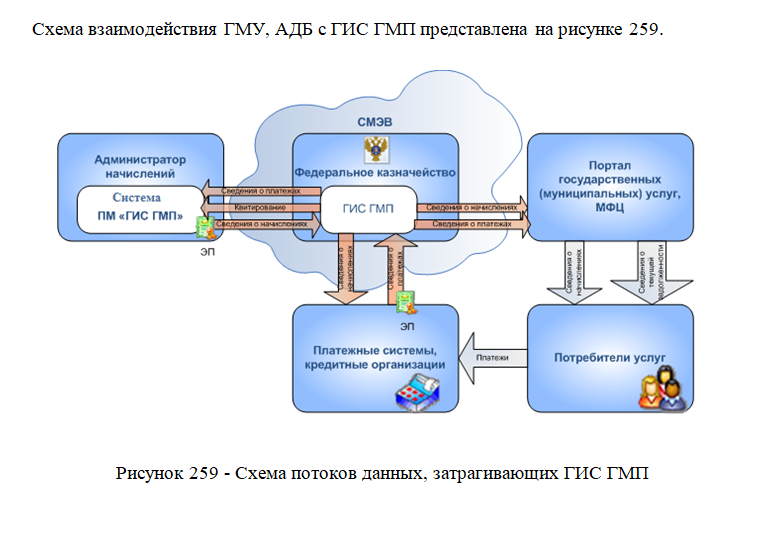 Схема взаимодействия ГМУ, АДБ с ГИС ГМП представлена на рисунке 259.
СМЭВ
Администратор
начислений
Система
ПМ «ГИС ГМП»
ЭП
Федеральное казначейство
ГИС ГМП
Сведения о платежах
Квитирование
Сведения о начислениях
Сведения о начислениях
Сведения о платежах
Портал
государственных
(муниципальных) услуг,
МФЦ
Сведения о
начислениях
Сведения о
платежах
Сведения о
начислениях
Сведения о
текущей
задолженности
ЭП
Платежные системы,
кредитные организации
Платежи
Потребители услуг
Рисунок 259 - Схема потоков данных, затрагивающих ГИС ГМП